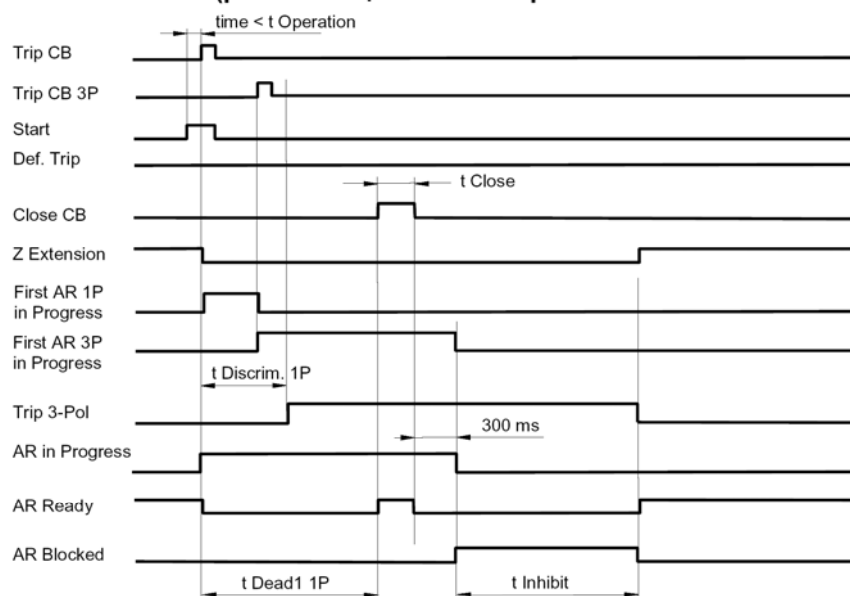 time < t Operation
Trip CB
Trip CB 3P
Start
Def. Trip
t Close
Close CB
Z Extension
First AR 1P
in Progress
First AR 3P
in Progress
t Discrim. 1P
Trip 3-Pol
300 ms
AR in Progress
AR Ready
AR Blocked
t Dead1 1P
t Inhibit